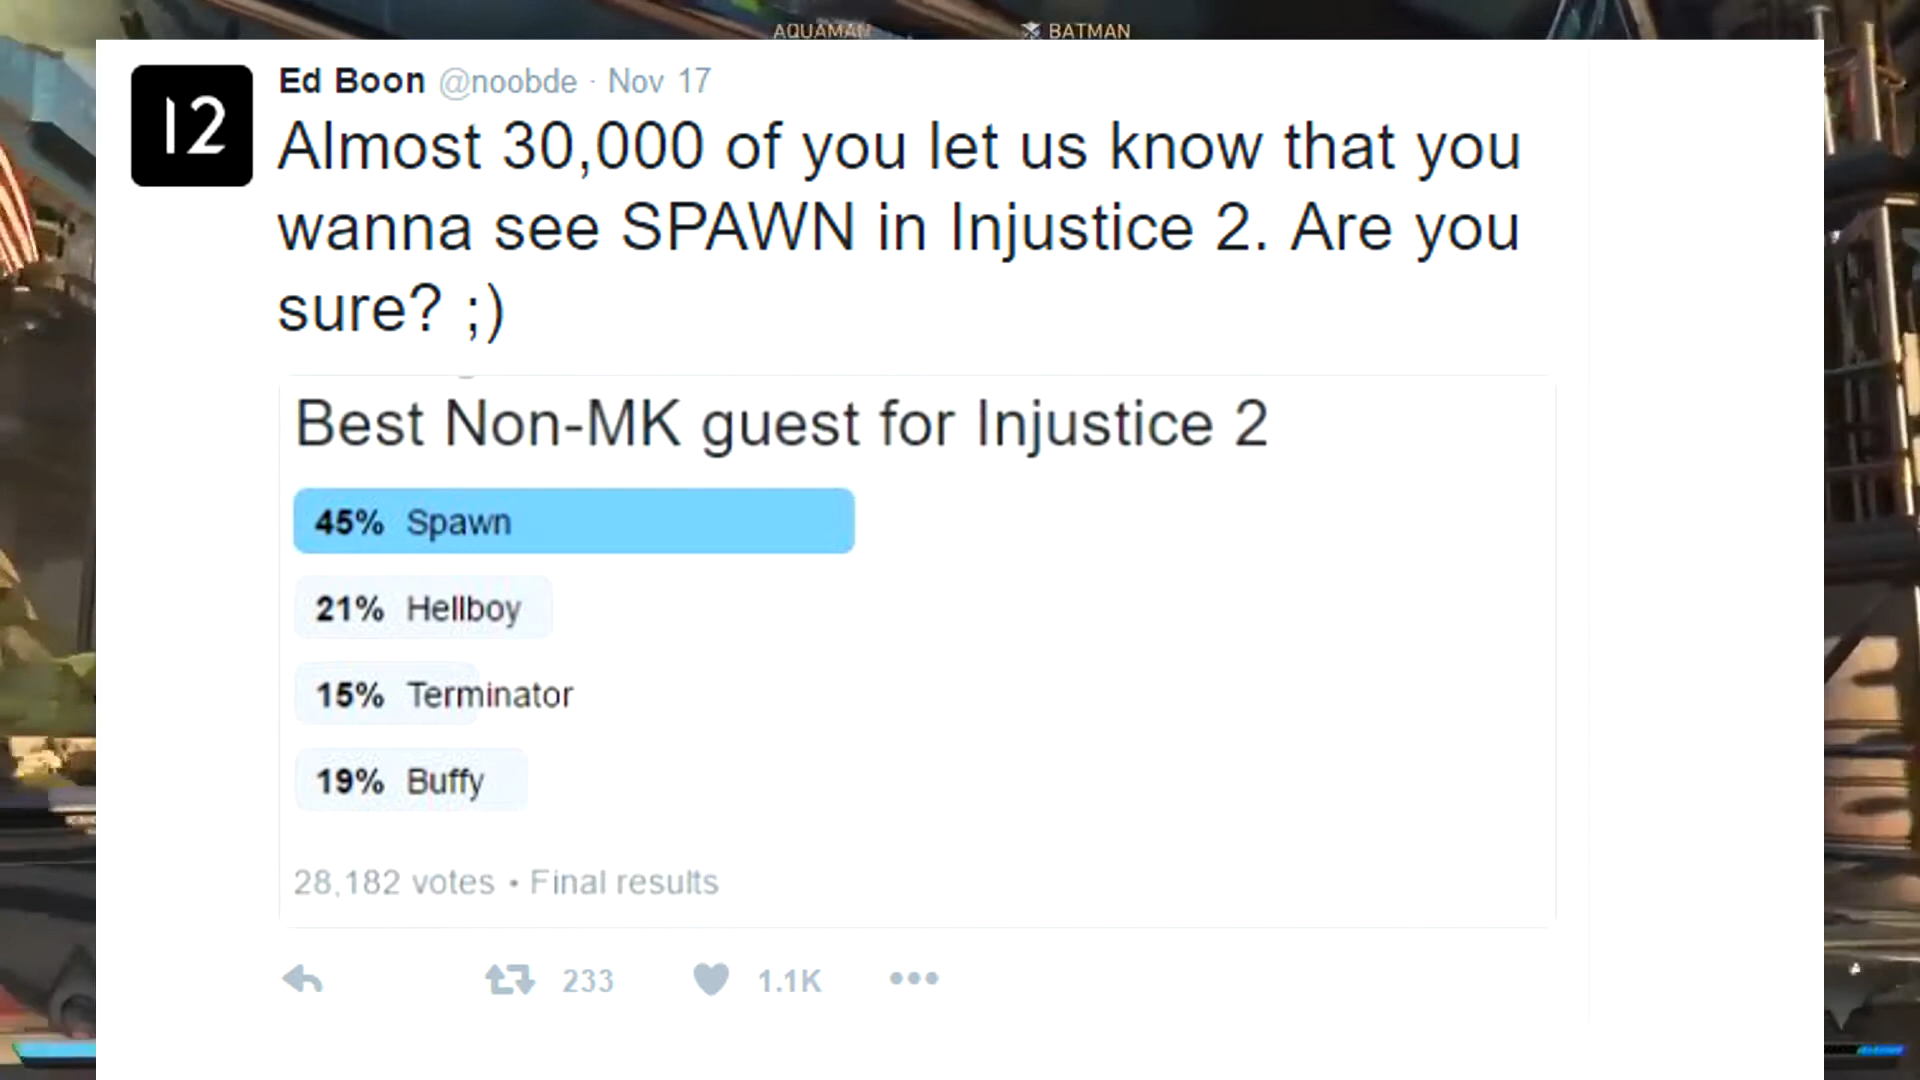 AQUAMAN
BATMAN
12
Ed Boon @noobde · Nov 17
Almost 30,000 of you let us know that you
wanna see SPAWN in Injustice 2. Are you
sure? ;)
Best Non-MK guest for Injustice 2
45% Spawn
21% Hellboy
15% Terminator
19% Buffy
28,182 votes • Final results
233
1.1K